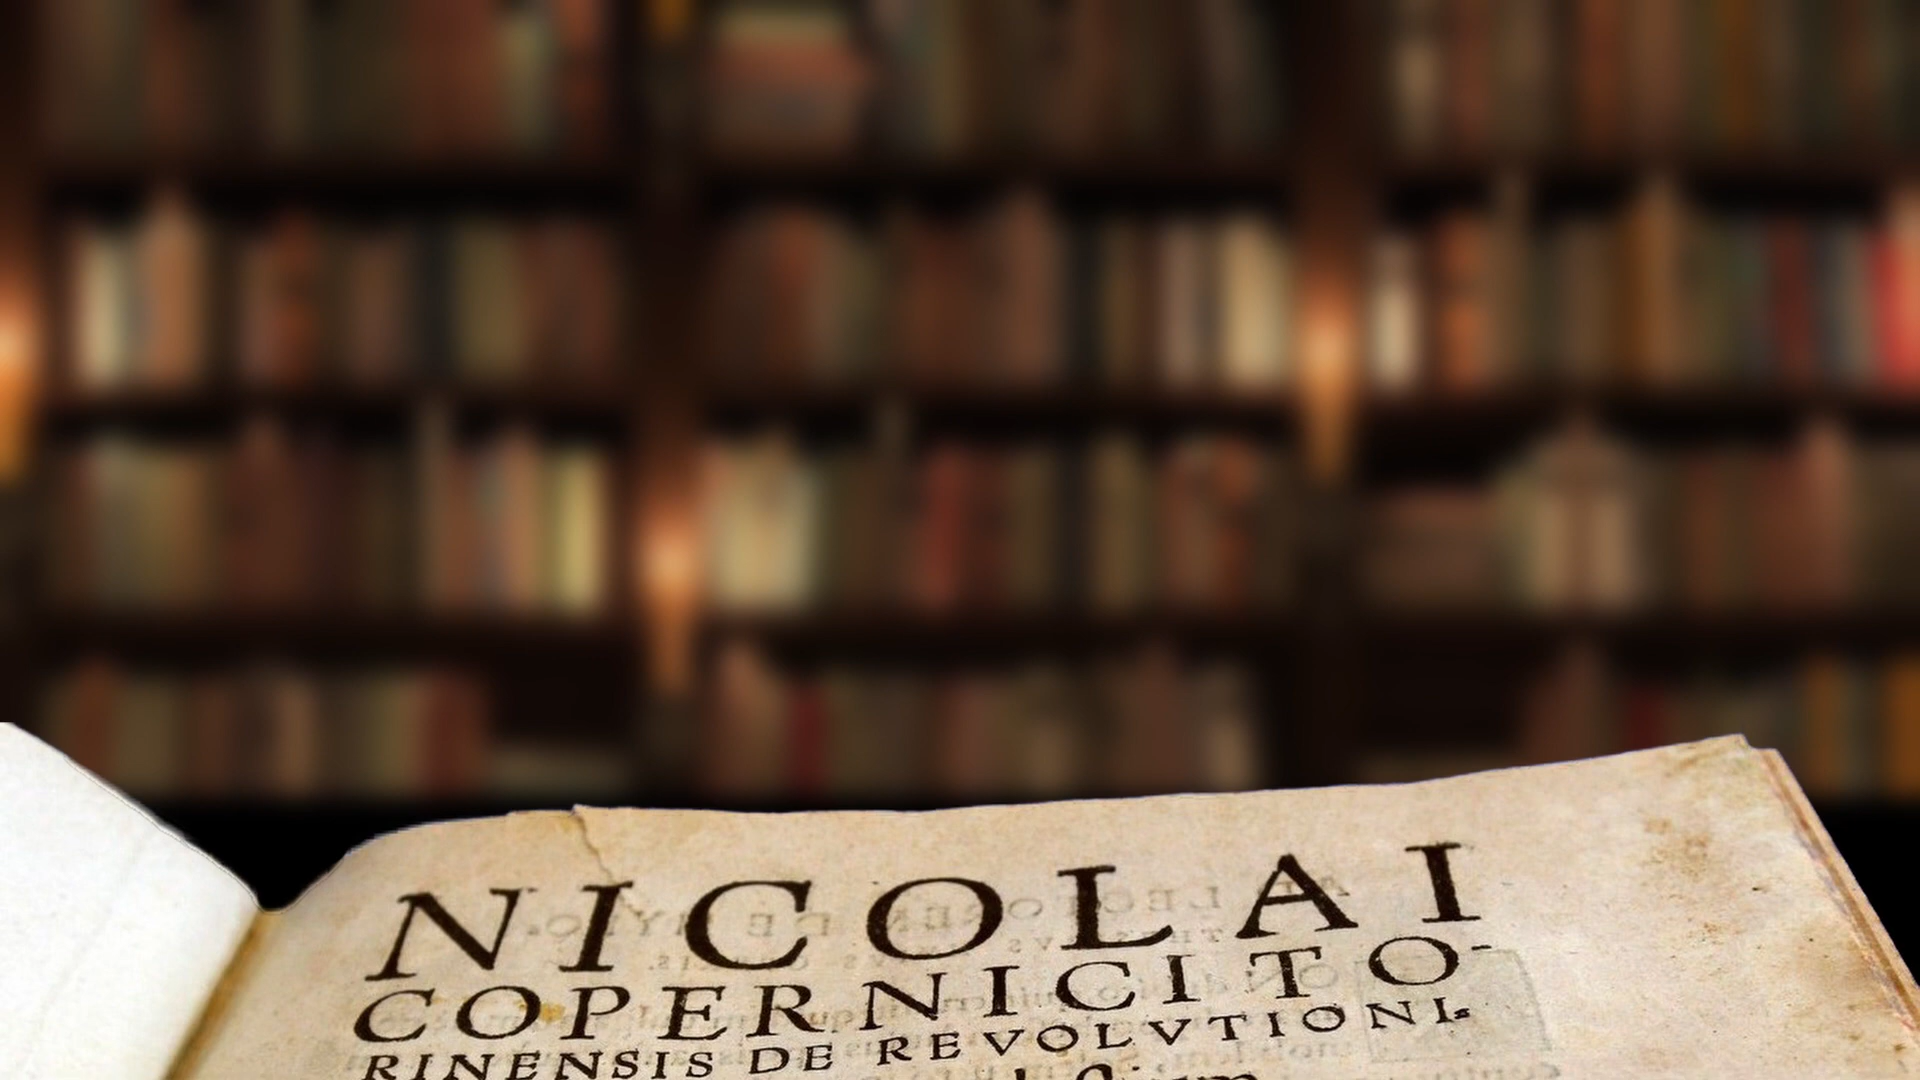 NICOLAI
COPERNICI TO-
RINENSIS DE REVOLVTIONI-